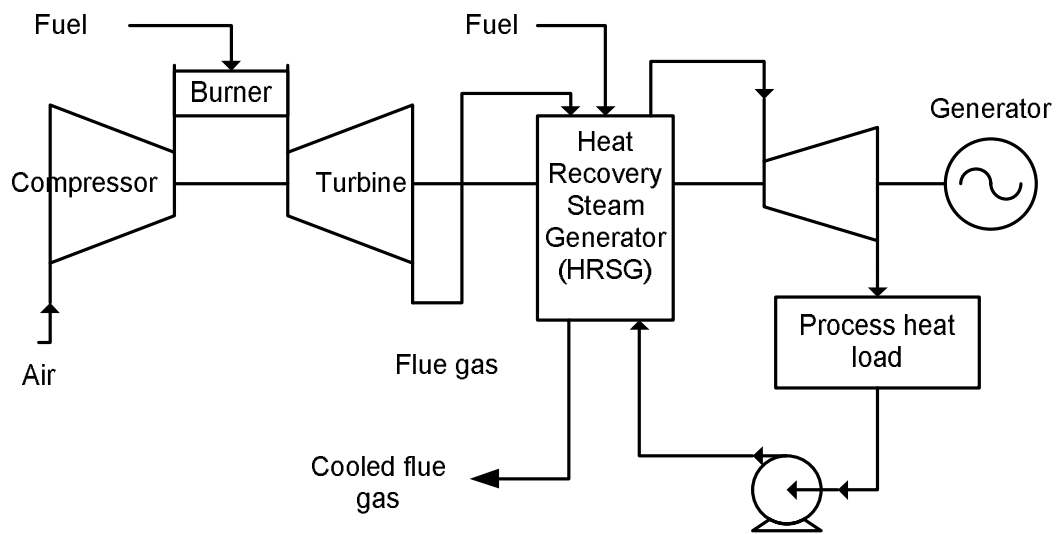 Fuel
Fuel
Burner
Generator
Compressor
Turbine
Heat
Recovery
Steam
Generator
(HRSG)
Process heat
load
Air
Flue gas
Cooled flue
gas